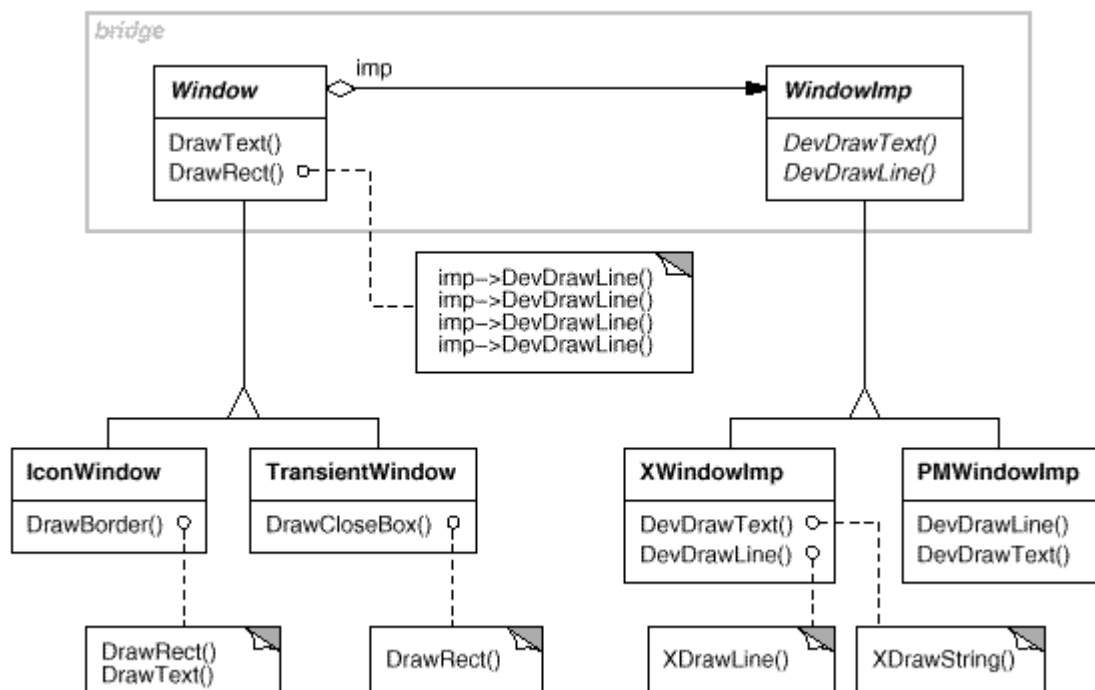 bridge
imp
Window
WindowImp
DrawText()
DrawRect()
DevDrawText()
DevDrawLine()
imp->DevDrawLine()
imp->DevDrawLine()
imp->DevDrawLine()
imp->DevDrawLine()
IconWindow
DrawBorder()
TransientWindow
DrawCloseBox()
XWindowImp
DevDrawText()
DevDrawLine()
PMWindowImp
DevDrawLine()
DevDrawText()
DrawRect()
DrawText()
DrawRect()
XDrawLine()
XDrawString()